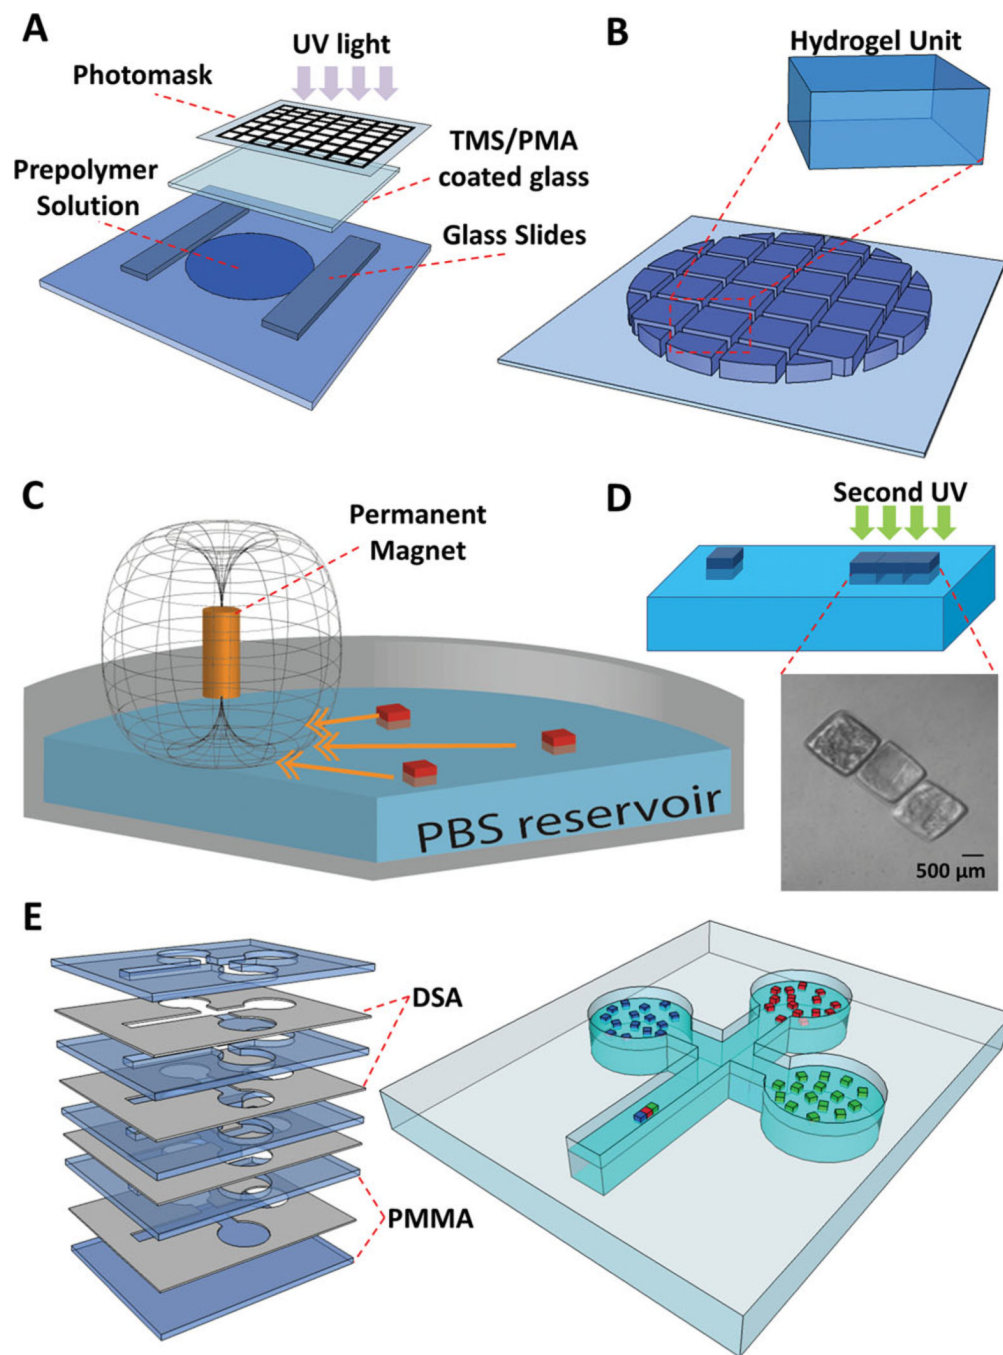 A
UV light
Photomask
Prepolymer
Solution
TMS/PMA
coated glass
Glass Slides
B
Hydrogel Unit
C
Permanent
Magnet
PBS reservoir
D
Second UV
500 µm
E
DSA
PMMA